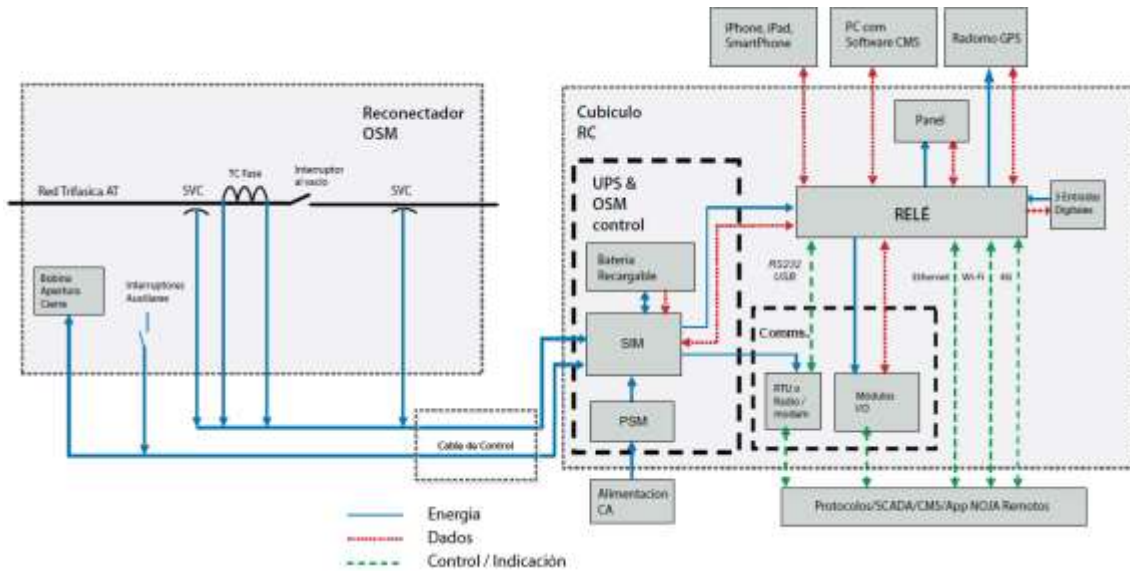 iPhone, iPad,
SmartPhone
PC com
Software CMS
Radomo GPS
Reconectador
OSM
Cubiculo
RC
Panel
Red Trifasica AT
SVC
TC Fase
Interruptor
al vacio
SVC
UPS &
OSM
control
RELÉ
3 Entradas
Digitales
Bateria
Recargable
RS232
USB
Ethernet
Wi-Fi
4G
Bobina
Apertura
Cierre
Interruptores
Auxiliares
SIM
Comms.
RTU o
Radio /
modam
Modulos
I/O
PSM
Cable de Control
Alimentacion
CA
Protocolos/SCADA/CMS/App NOJA Remotos
Energia
Dados
Control / Indicación